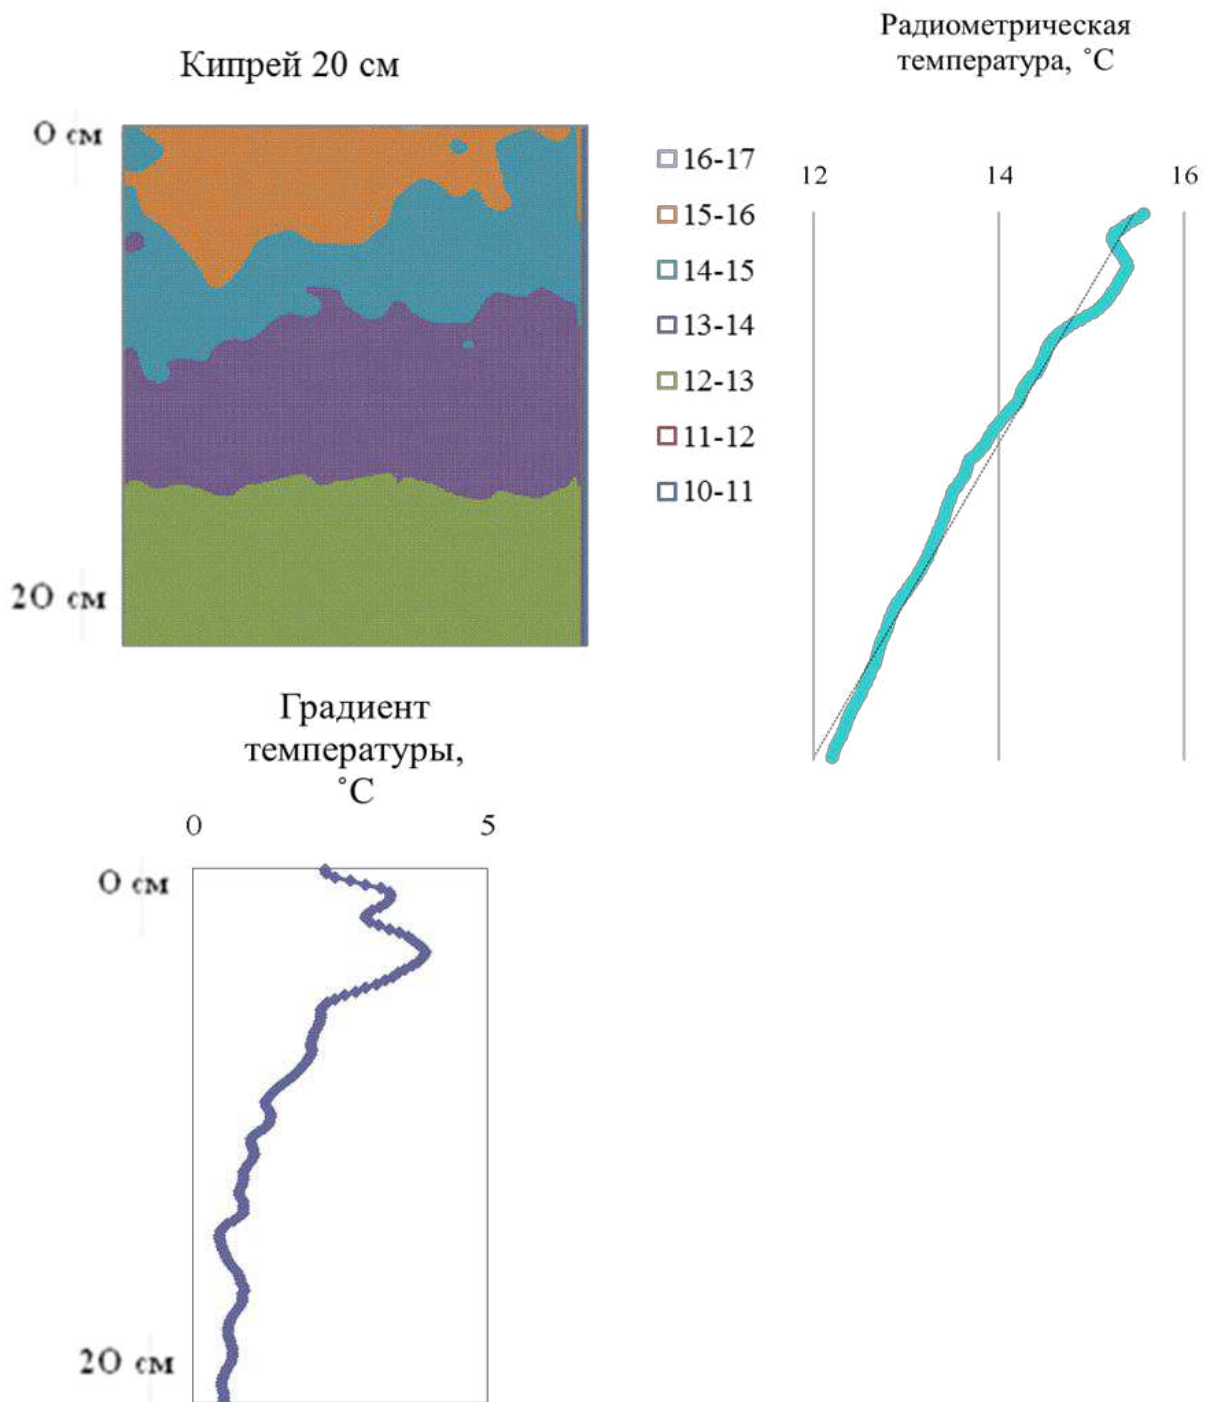 Кипрей 20 см
Радиометрическая
температура, ˚С
0 см
20 см
16-17
15-16
14-15
13-14
12-13
11-12
10-11
12 14 16
Градиент
температуры,
˚С
0 5
0 см
20 см